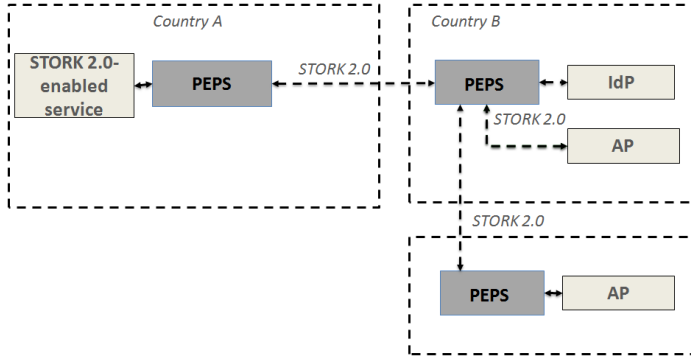 Country A
STORK 2.0-
enabled
service
PEPS
STORK 2.0
Country B
PEPS
IdP
STORK 2.0
AP
STORK 2.0
PEPS
AP